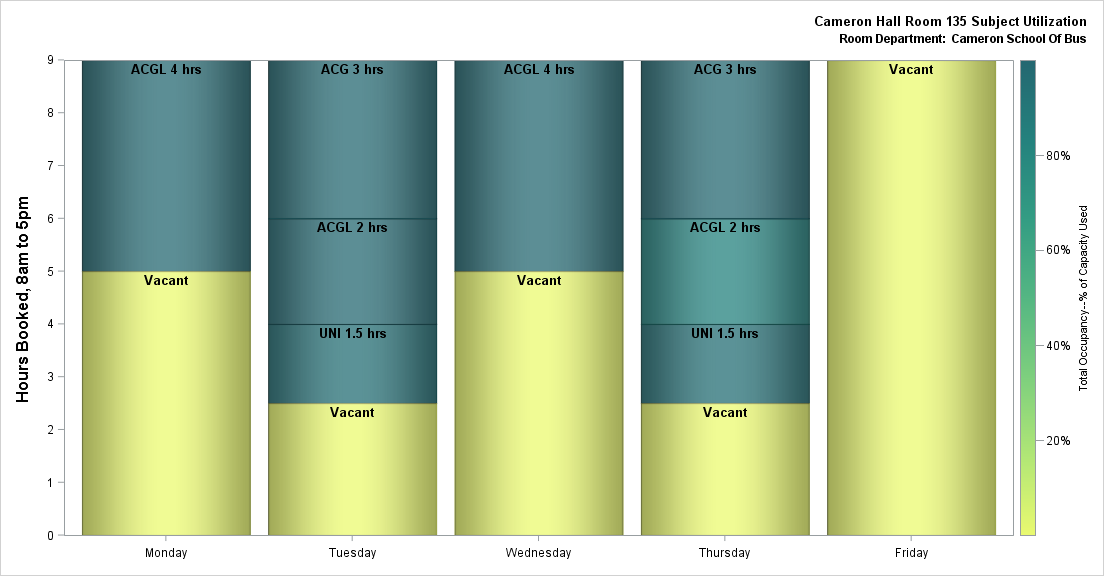 Cameron Hall Room 135 Subject Utilization
Room Department: Cameron School Of Bus
Hours Booked, 8am to 5pm
9
8
7
6
5
4
3
2
1
0
ACGL 4 hrs
Vacant
ACG 3 hrs
ACGL 2 hrs
UNI 1.5 hrs
Vacant
ACGL 4 hrs
Vacant
ACG 3 hrs
ACGL 2 hrs
UNI 1.5 hrs
Vacant
Vacant
Monday
Tuesday
Wednesday
Thursday
Friday
80%
60%
40%
20%
Total Occupancy--% of Capacity Used